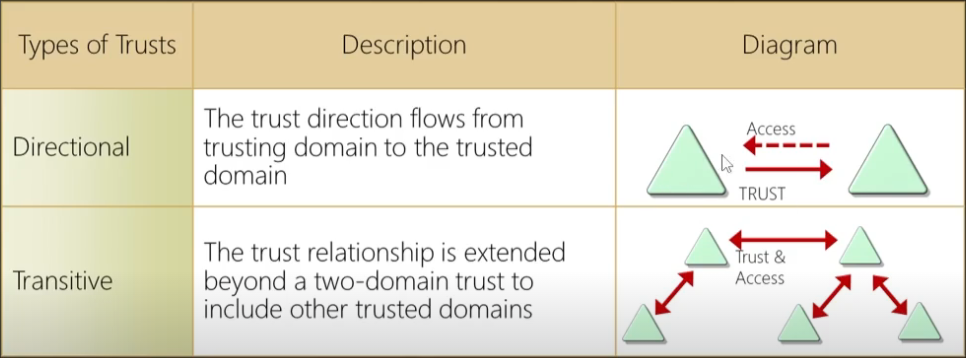 Types of Trusts
Description
Diagram
Directional
The trust direction flows from
trusting domain to the trusted
domain
Access
TRUST
Transitive
The trust relationship is extended
beyond a two-domain trust to
include other trusted domains
Trust &
Access